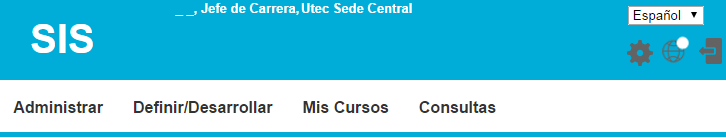 _ _, Jefe de Carrera, Utec Sede Central
Español
SIS
Administrar Definir/Desarrollar Mis Cursos Consultas